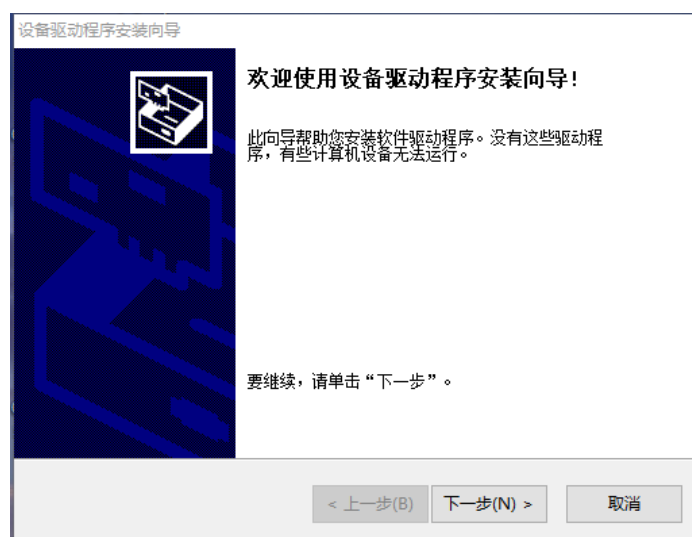 设备驱动程序安装向导
欢迎使用设备驱动程序安装向导!
此向导帮助您安装软件驱动程序。没有这些驱动程
序，有些计算机设备无法运行。
要继续，请单击“下一步”。
< 上一步(B)
下一步(N) >
取消